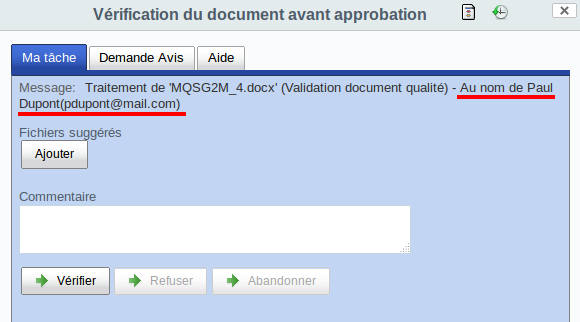 Vérification du document avant approbation
Ma tâche
Demande Avis
Aide
Message: Traitement de 'MQSG2M_4.docx' (Validation document qualité) - Au nom de Paul
Dupont(pdupont@mail.com)
Fichiers suggérés
Ajouter
Commentaire
Vérifier
Refuser
Abandonner